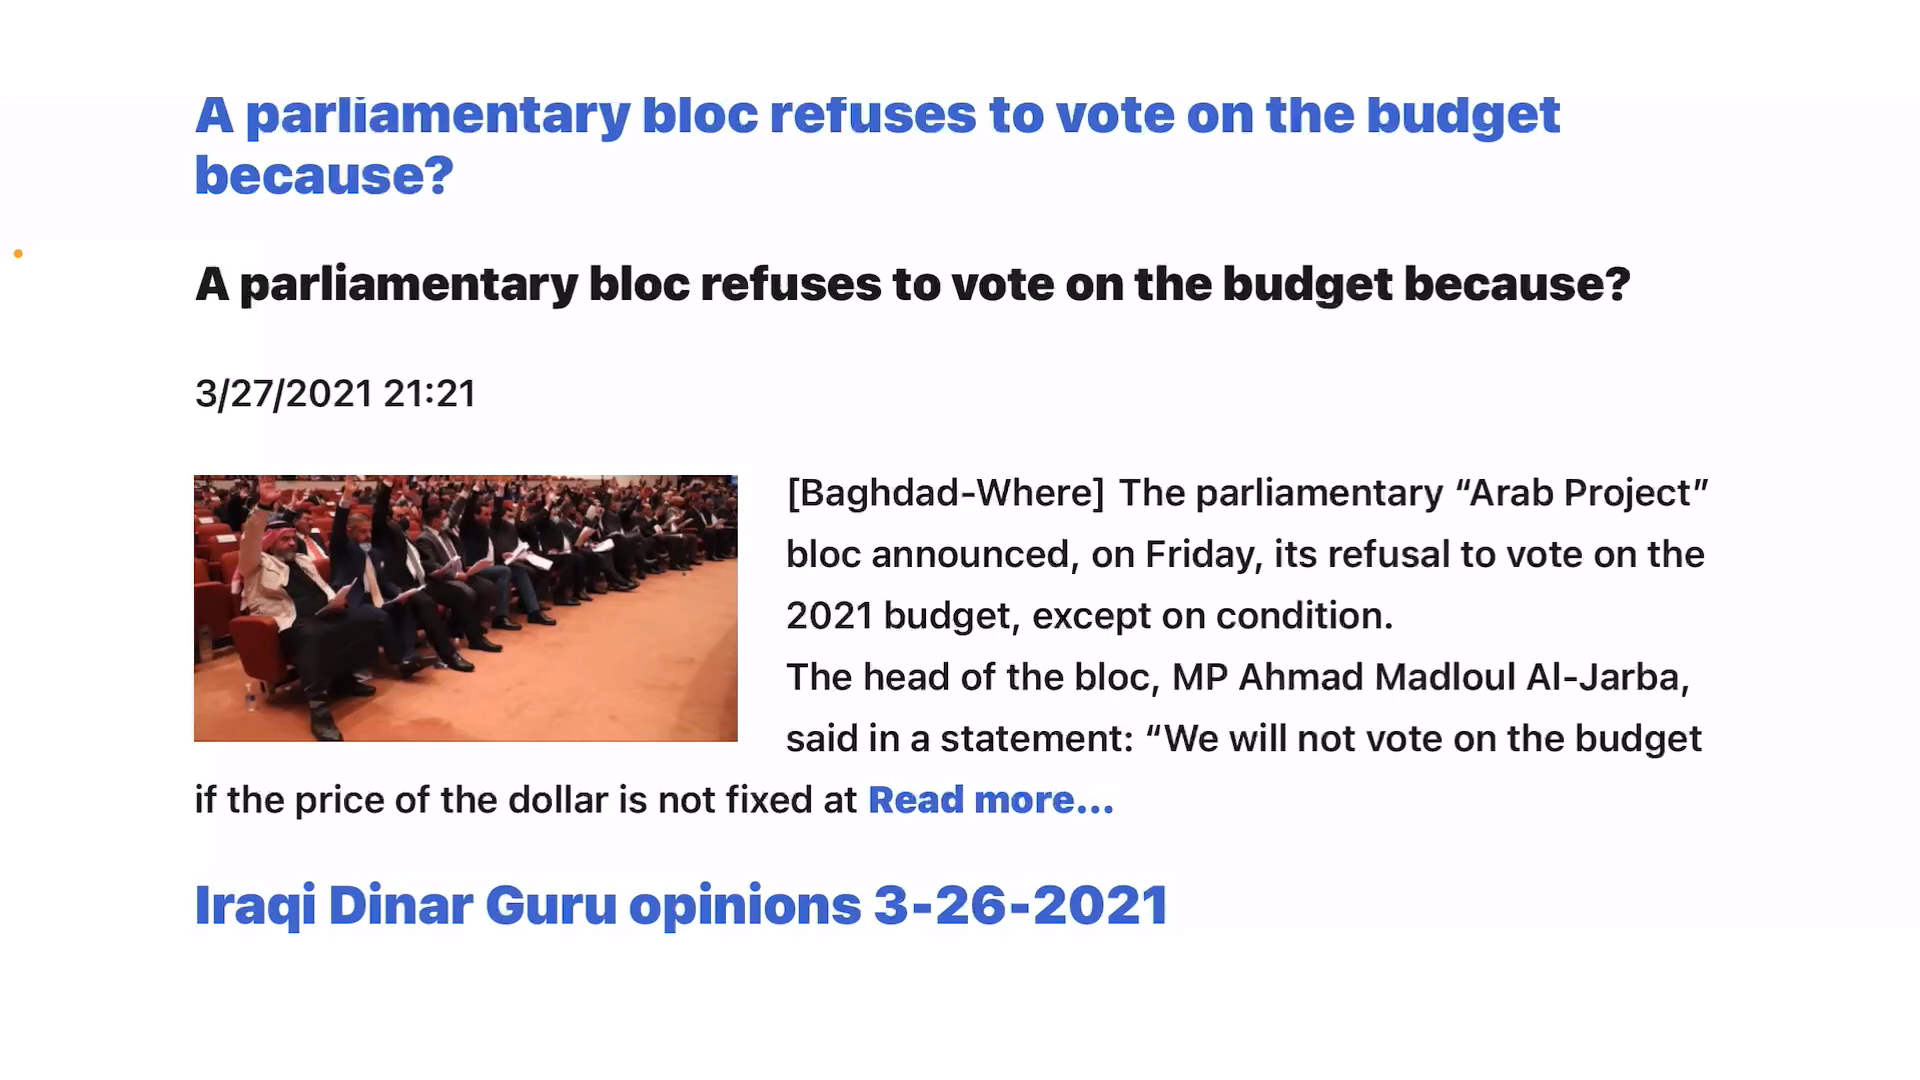 A parliamentary bloc refuses to vote on the budget
because?
A parliamentary bloc refuses to vote on the budget because?
3/27/2021 21:21
[Baghdad-Where] The parliamentary “Arab Project”
bloc announced, on Friday, its refusal to vote on the
2021 budget, except on condition.
The head of the bloc, MP Ahmad Madloul Al-Jarba,
said in a statement: “We will not vote on the budget
if the price of the dollar is not fixed at Read more...
Iraqi Dinar Guru opinions 3-26-2021